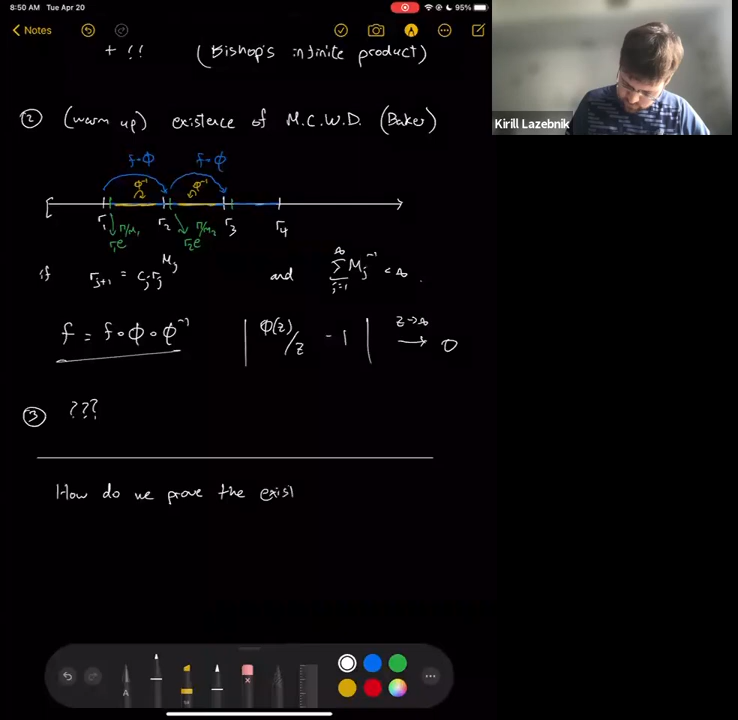 8:50 AM Tue Apr 20
95%
Notes
+ !! (Bishop's infinite product)
② (warm up) existence of M.C.W.D. (Baker)
f∘Φ f∘Φ
Φ⁻¹ Φ⁻¹
r₁ r₂ r₃ r₄
r₁e^(π/M₁) r₂e^(π/M₂)
if r_{j+1} = c_j r_j^{M_j} and ∑_{j=1}^{∞} M_j^{-1} < ∞.
f = f∘Φ∘Φ⁻¹ | Φ(z)/z - 1 | z→∞ → 0
③ ???
How do we prove the exist
Kirill Lazebnik
A